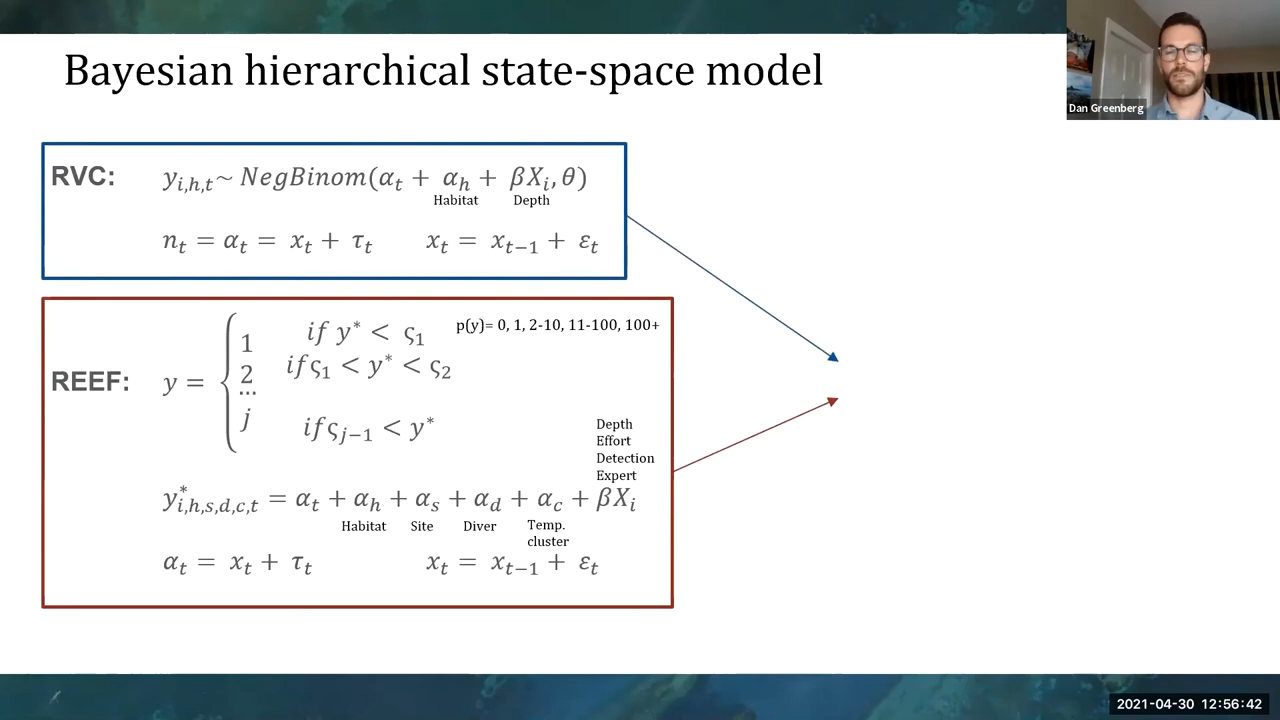 Bayesian hierarchical state-space model
Dan Greenberg
RVC: y_{i,h,t} ~ NegBinom(α_t + α_h + βX_i, θ)
Habitat Depth
n_t = α_t = x_t + τ_t x_t = x_{t−1} + ε_t
REEF: y =
1 if y* < ς_1
p(y)= 0, 1, 2-10, 11-100, 100+
2 if ς_1 < y* < ς_2
...
j if ς_{j−1} < y*
Depth
Effort
Detection
Expert
y*_{i,h,s,d,c,t} = α_t + α_h + α_s + α_d + α_c + βX_i
Habitat Site Diver Temp.
cluster
α_t = x_t + τ_t x_t = x_{t−1} + ε_t
2021-04-30 12:56:42